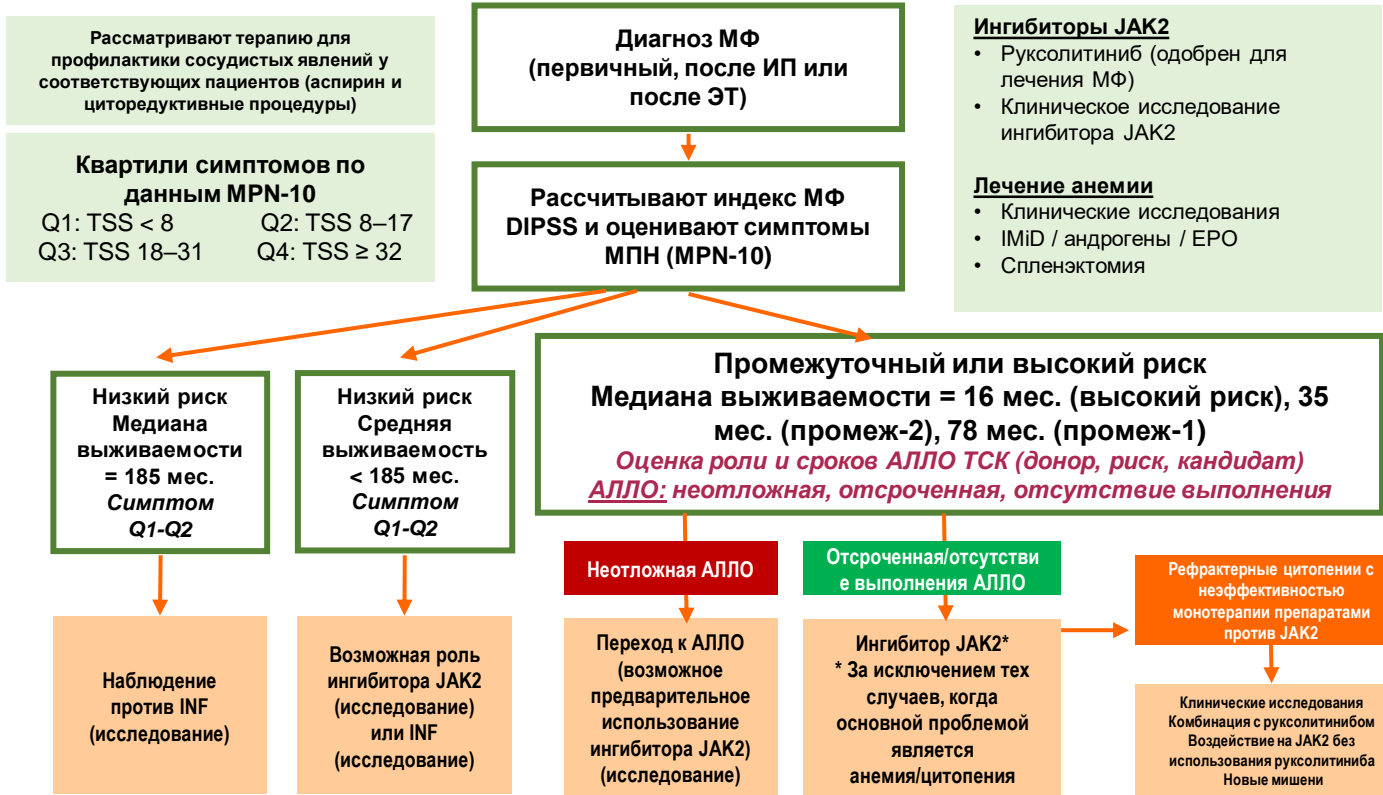 Рассматривают терапию для
профилактики сосудистых явлений у
соответствующих пациентов (аспирин и
циторедуктивные процедуры)
Квартили симптомов по
данным MPN-10
Q1: TSS < 8 Q2: TSS 8–17
Q3: TSS 18–31 Q4: TSS ≥ 32
Диагноз МФ
(первичный, после ИП или
после ЭТ)
Рассчитывают индекс МФ
DIPSS и оценивают симптомы
МПН (MPN-10)
Ингибиторы JAK2
• Руксолитиниб (одобрен для
лечения МФ)
• Клиническое исследование
ингибитора JAK2
Лечение анемии
• Клинические исследования
• IMiD / андрогены / EPO
• Спленэктомия
Низкий риск
Медиана
выживаемости
= 185 мес.
Симптом
Q1-Q2
Низкий риск
Средняя
выживаемость
< 185 мес.
Симптом
Q1-Q2
Промежуточный или высокий риск
Медиана выживаемости = 16 мес. (высокий риск), 35
мес. (промеж-2), 78 мес. (промеж-1)
Оценка роли и сроков АЛЛО ТСК (донор, риск, кандидат)
АЛЛО: неотложная, отсроченная, отсутствие выполнения
Неотложная АЛЛО
Отсроченная/отсутстви
е выполнения АЛЛО
Рефрактерные цитопении с
неэффективностью
монотерапии препаратами
против JAK2
Наблюдение
против INF
(исследование)
Возможная роль
ингибитора JAK2
(исследование)
или INF
(исследование)
Переход к АЛЛО
(возможное
предварительное
использование
ингибитора JAK2)
(исследование)
Ингибитор JAK2*
* За исключением тех
случаев, когда
основной проблемой
является
анемия/цитопения
Клинические исследования
Комбинация с руксолитинибом
Воздействие на JAK2 без
использования руксолитиниба
Новые мишени